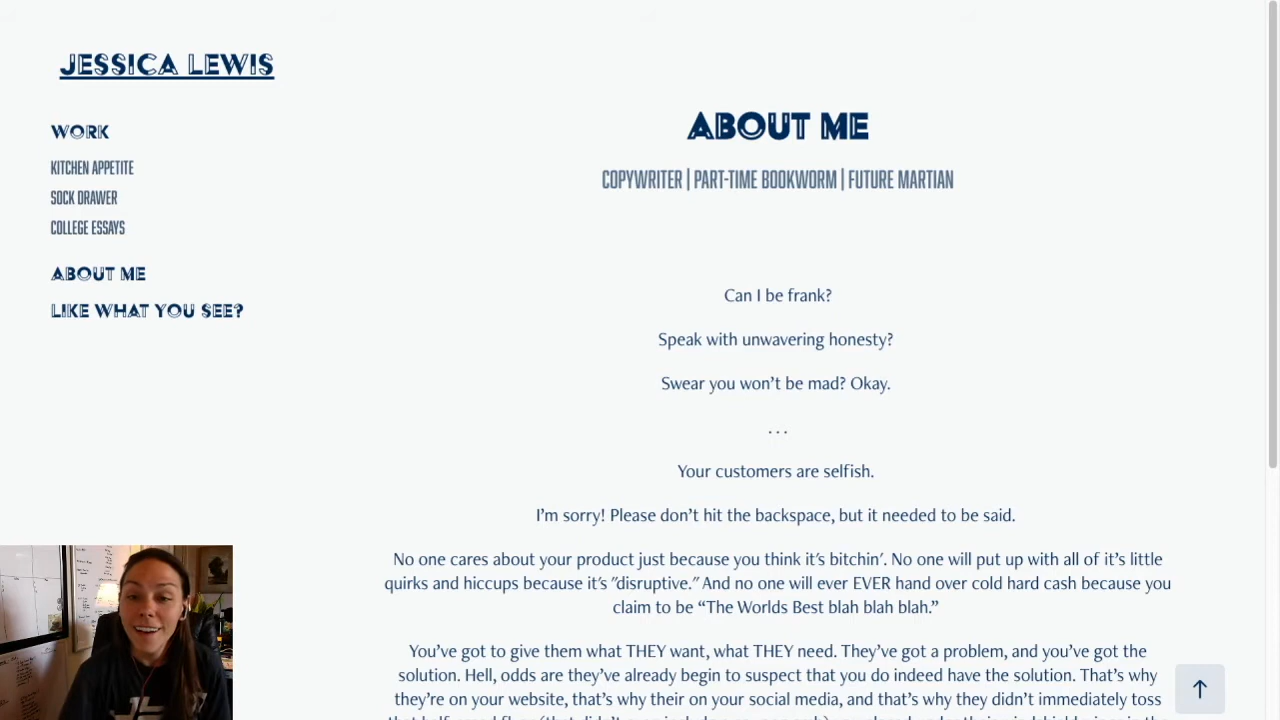 JESSICA LEWIS
WORK
KITCHEN APPETITE
SOCK DRAWER
COLLEGE ESSAYS
ABOUT ME
LIKE WHAT YOU SEE?
ABOUT ME
COPYWRITER | PART-TIME BOOKWORM | FUTURE MARTIAN
Can I be frank?
Speak with unwavering honesty?
Swear you won’t be mad? Okay.
. . .
Your customers are selfish.
I’m sorry! Please don’t hit the backspace, but it needed to be said.
No one cares about your product just because you think it's bitchin'. No one will put up with all of it’s little
quirks and hiccups because it's "disruptive." And no one will ever EVER hand over cold hard cash because you
claim to be “The Worlds Best blah blah blah.”
You’ve got to give them what THEY want, what THEY need. They’ve got a problem, and you’ve got the
solution. Hell, odds are they’ve already begin to suspect that you do indeed have the solution. That’s why
they’re on your website, that’s why their on your social media, and that’s why they didn’t immediately toss